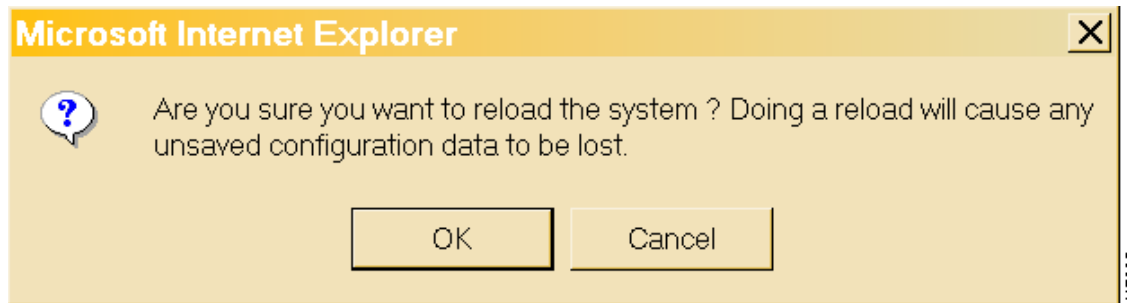 Microsoft Internet Explorer
Are you sure you want to reload the system ? Doing a reload will cause any
unsaved configuration data to be lost.
OK
Cancel